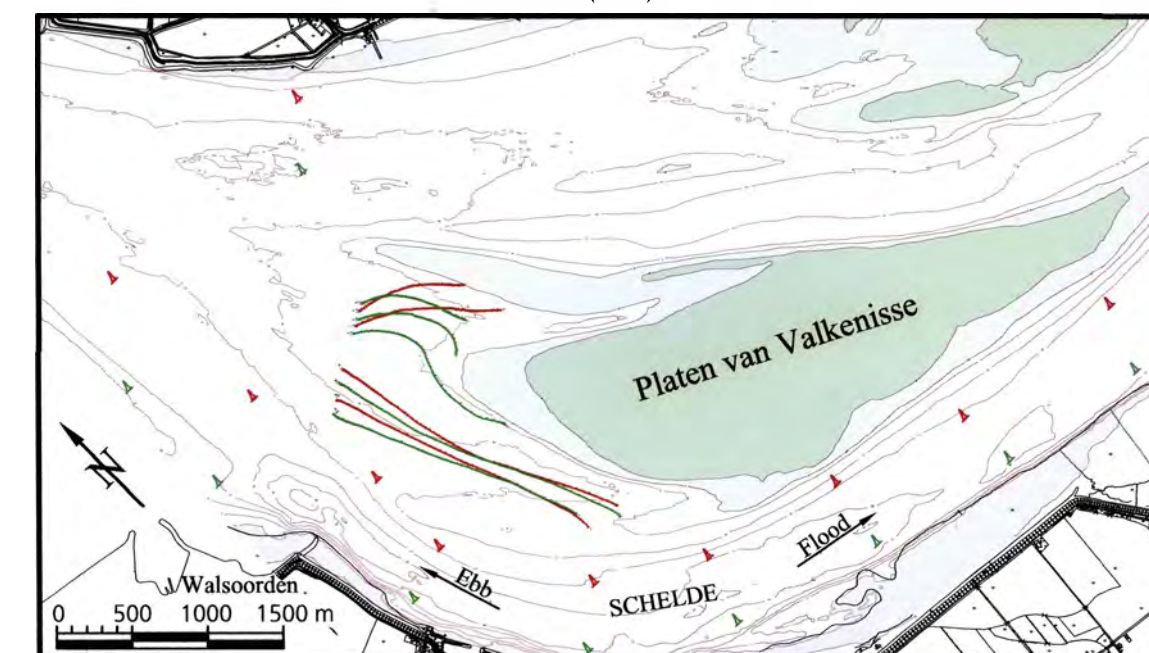 Platen van Valkenisse
N
Flood
Ebb
SCHELDE
Walsoorden
0 500 1000 1500 m